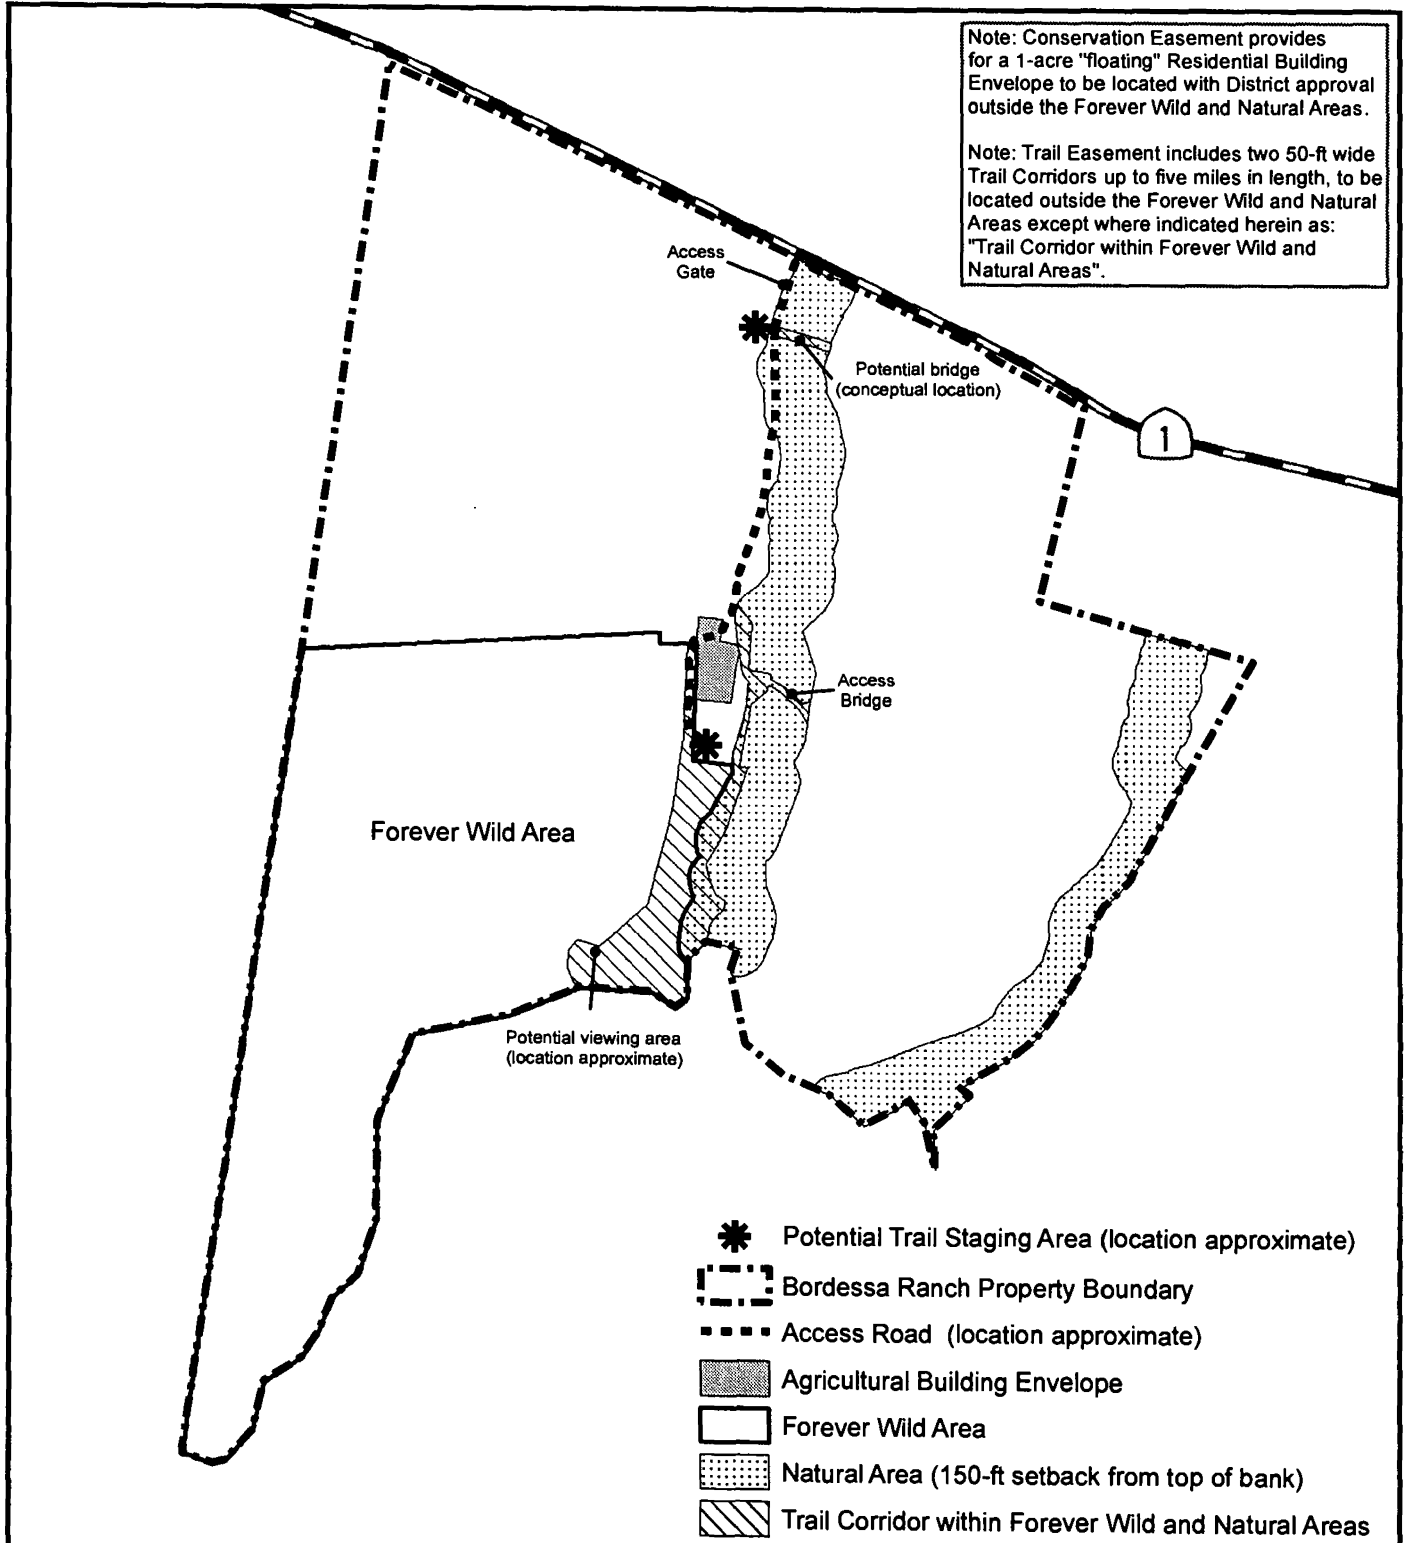 Note: Conservation Easement provides
for a 1-acre "floating" Residential Building
Envelope to be located with District approval
outside the Forever Wild and Natural Areas.
Note: Trail Easement includes two 50-ft wide
Trail Corridors up to five miles in length, to be
located outside the Forever Wild and Natural
Areas except where indicated herein as:
"Trail Corridor within Forever Wild and
Natural Areas".
Access
Gate
Potential bridge
(conceptual location)
1
Access
Bridge
Forever Wild Area
Potential viewing area
(location approximate)
Potential Trail Staging Area (location approximate)
Bordessa Ranch Property Boundary
Access Road (location approximate)
Agricultural Building Envelope
Forever Wild Area
Natural Area (150-ft setback from top of bank)
Trail Corridor within Forever Wild and Natural Areas